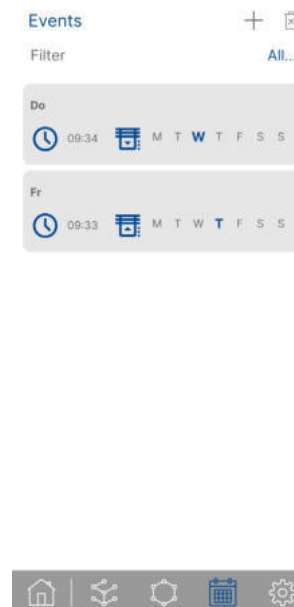 Events
Filter All...
Do
09:34 M T W T F S S
Fr
09:33 M T W T F S S